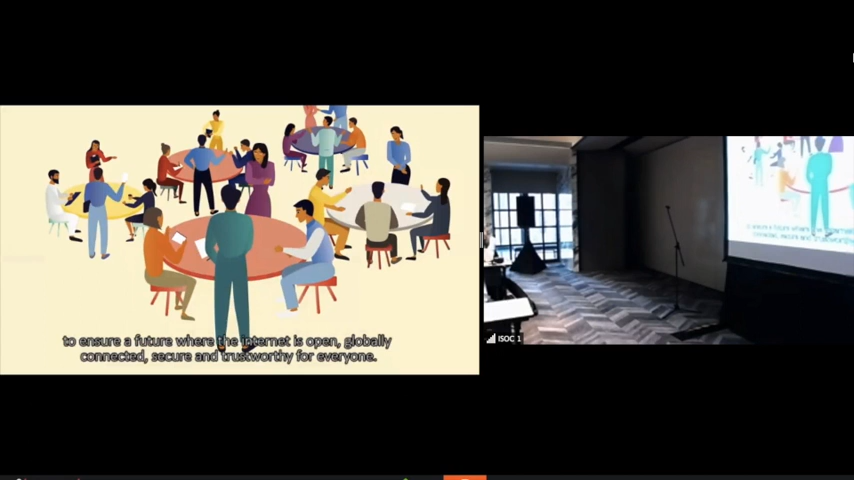 to ensure a future where the internet is open, globally
connected, secure and trustworthy for everyone.
ISOC 1